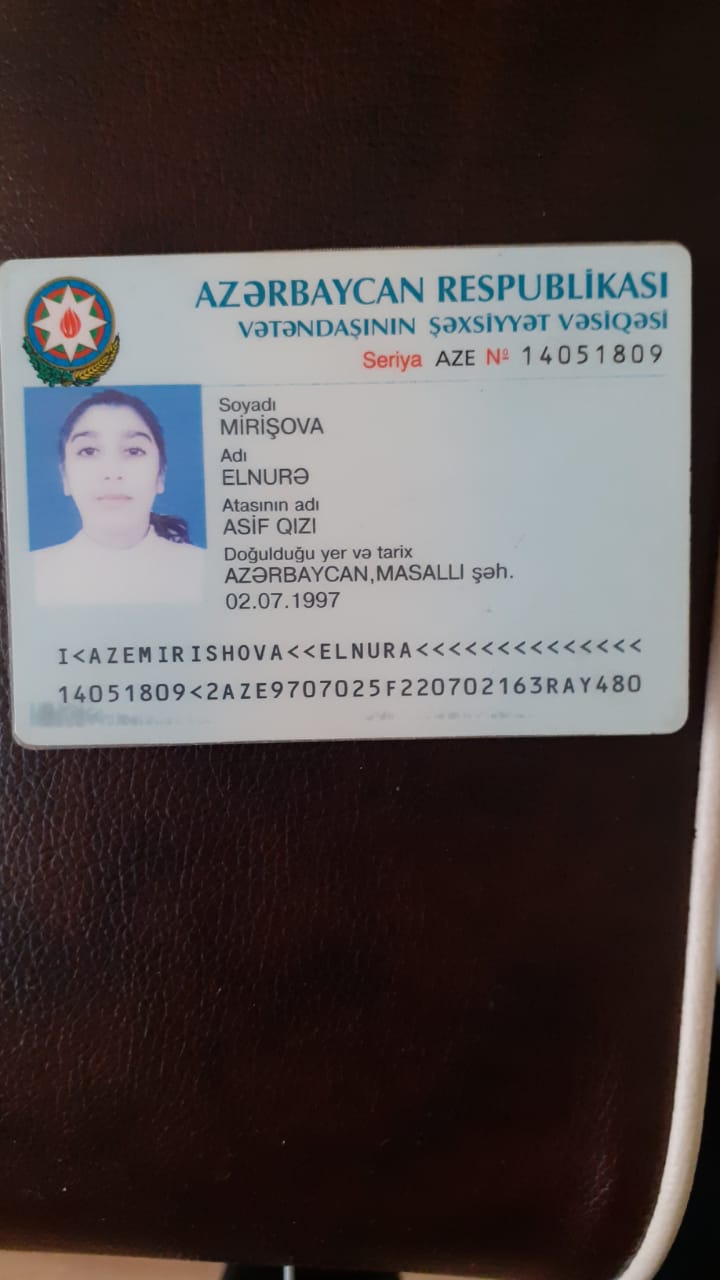 AZƏRBAYCAN RESPUBLİKASI
VƏTƏNDAŞININ ŞƏXSİYYƏT VƏSİQƏSİ
Seriya AZE № 14051809
Soyadı
MİRİŞOVA
Adı
ELNURƏ
Atasının adı
ASİF QIZI
Doğulduğu yer və tarix
AZƏRBAYCAN,MASALLI şəh.
02.07.1997
I<AZEMIRISHOVA<<ELNURA<<<<<<<<<<<<<<<
14051809<2AZE9707025F220702163RAY480